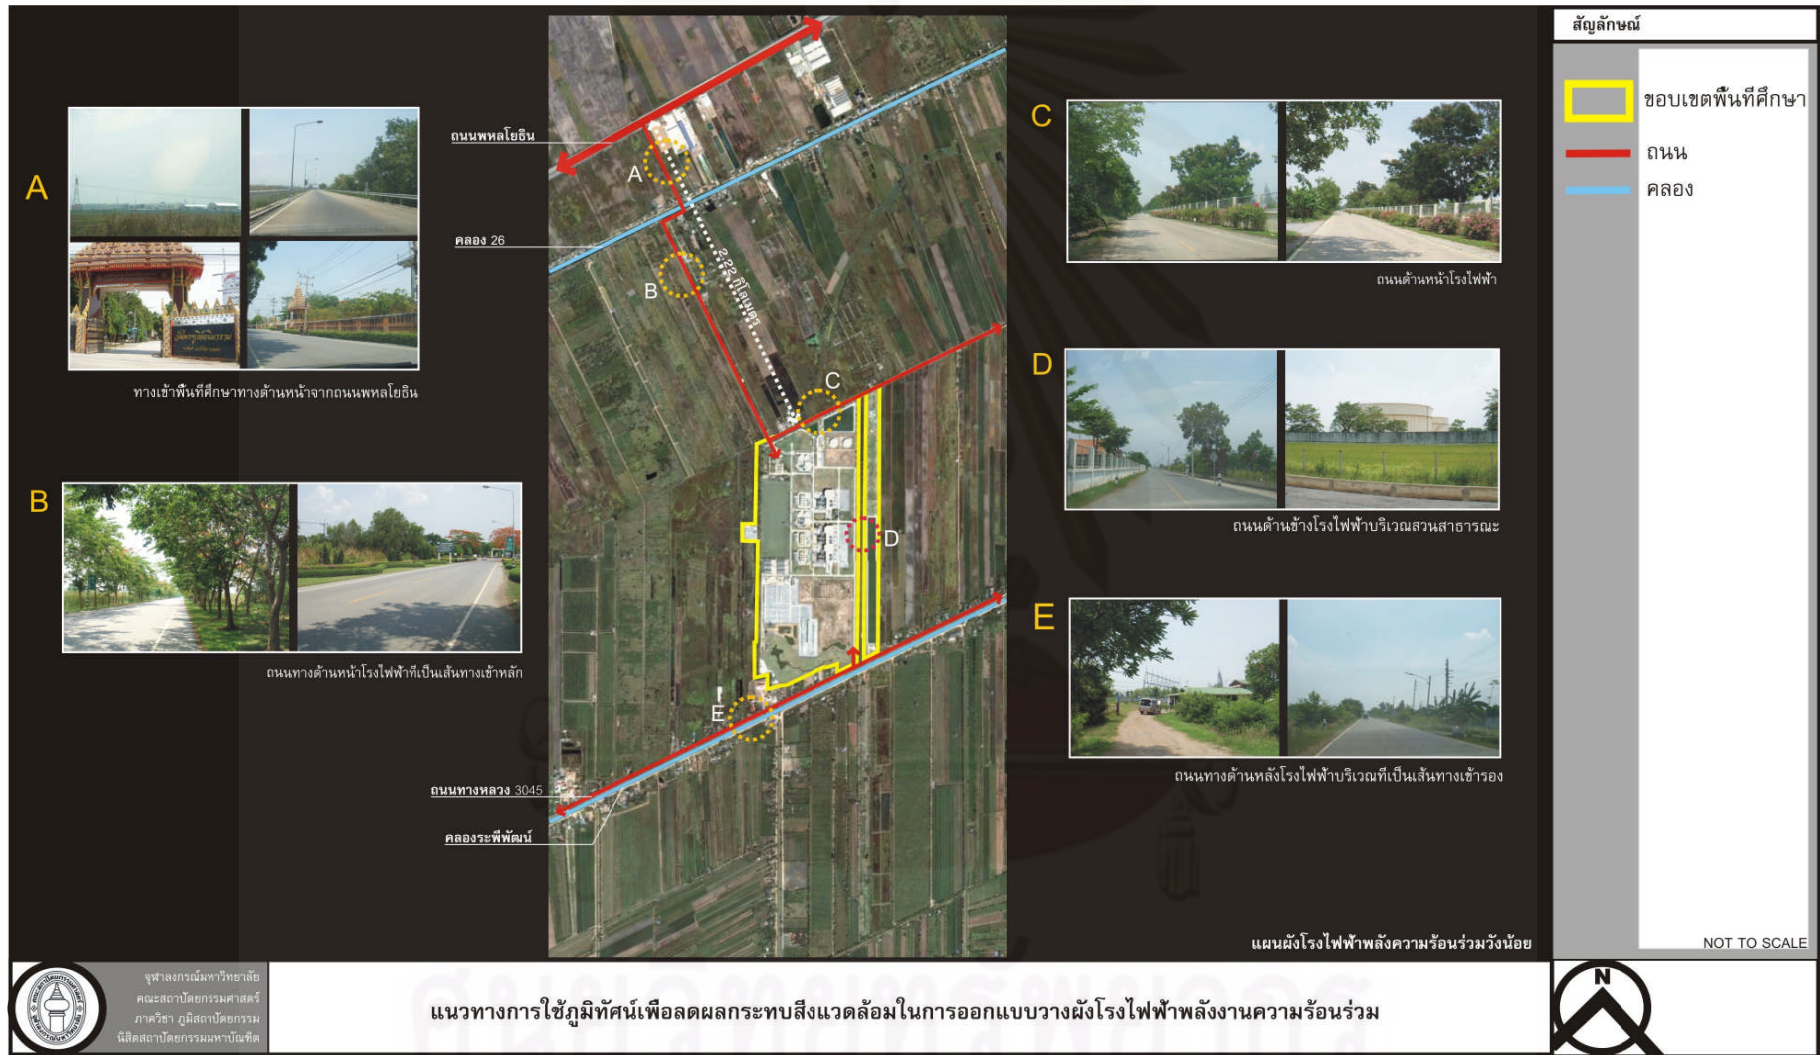 สัญลักษณ์
ขอบเขตพื้นที่ศึกษา
ถนน
คลอง
NOT TO SCALE
A
ทางเข้าพื้นที่ศึกษาทางด้านหน้าจากถนนพหลโยธิน
B
ถนนทางด้านหน้าโรงไฟฟ้าที่เป็นเส้นทางเข้าหลัก
ถนนพหลโยธิน
คลอง 26
A
B
2.22 กิโลเมตร
C
D
E
ถนนทางหลวง 3045
คลองระพีพัฒน์
C
ถนนด้านหน้าโรงไฟฟ้า
D
ถนนด้านข้างโรงไฟฟ้าบริเวณสวนสาธารณะ
E
ถนนทางด้านหลังโรงไฟฟ้าบริเวณที่เป็นเส้นทางเข้ารอง
แผนผังโรงไฟฟ้าพลังความร้อนร่วมวังน้อย
จุฬาลงกรณ์มหาวิทยาลัย
คณะสถาปัตยกรรมศาสตร์
ภาควิชา ภูมิสถาปัตยกรรม
นิสิตสถาปัตยกรรมมหาบัณฑิต
แนวทางการใช้ภูมิทัศน์เพื่อลดผลกระทบสิ่งแวดล้อมในการออกแบบวางผังโรงไฟฟ้าพลังงานความร้อนร่วม
N